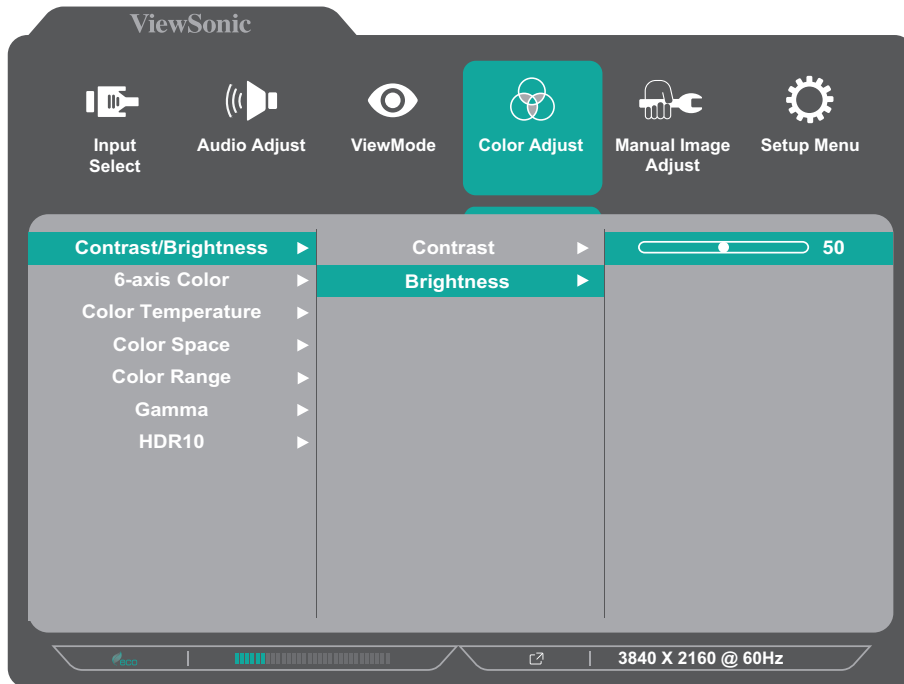 ViewSonic
Input Select
Audio Adjust
ViewMode
Color Adjust
Manual Image Adjust
Setup Menu
Contrast/Brightness
Contrast
50
6-axis Color
Brightness
Color Temperature
Color Space
Color Range
Gamma
HDR10
eco
3840 X 2160 @ 60Hz